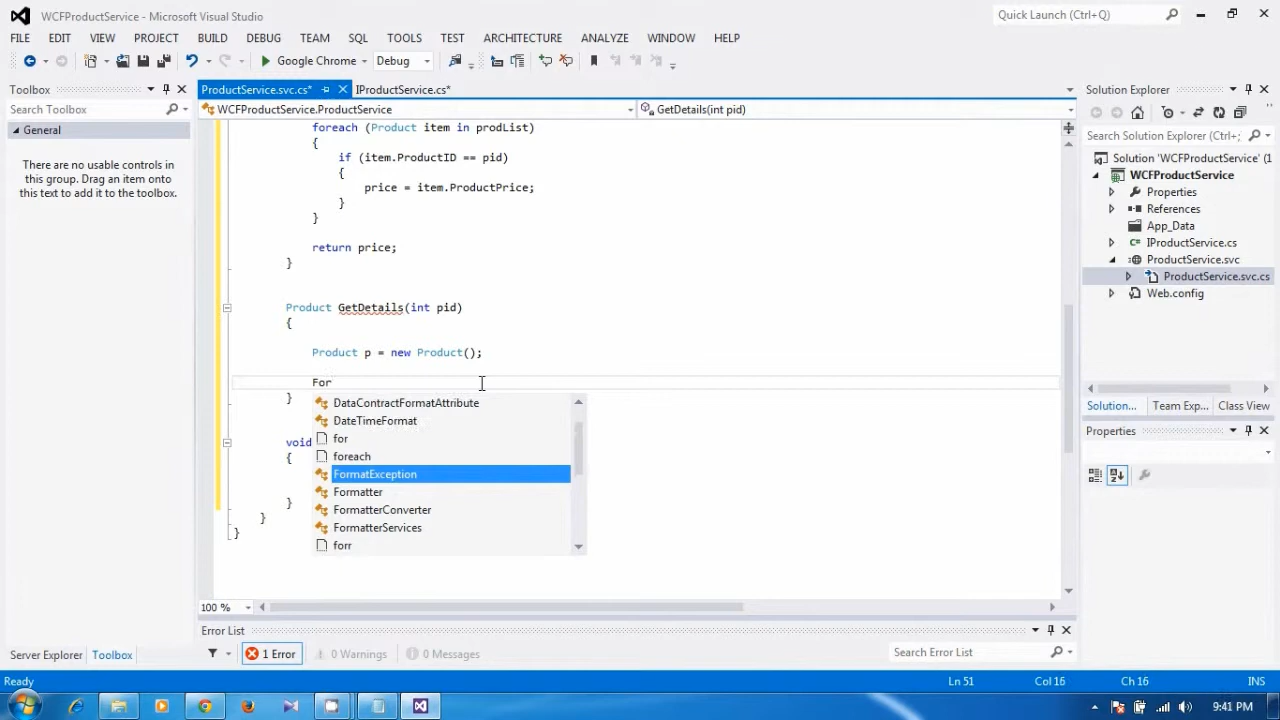 WCFProductService - Microsoft Visual Studio
Quick Launch (Ctrl+Q)
FILE EDIT VIEW PROJECT BUILD DEBUG TEAM SQL TOOLS TEST ARCHITECTURE ANALYZE WINDOW HELP
Google Chrome Debug
Toolbox
Search Toolbox
General
There are no usable controls in
this group. Drag an item onto
this text to add it to the toolbox.
Server Explorer Toolbox
ProductService.svc.cs* IProductService.cs*
WCFProductService.ProductService GetDetails(int pid)
foreach (Product item in prodList)
{
if (item.ProductID == pid)
{
price = item.ProductPrice;
}
}
return price;
}
Product GetDetails(int pid)
{
Product p = new Product();
For
}
DataContractFormatAttribute
DateTimeFormat
for
foreach
FormatException
Formatter
FormatterConverter
FormatterServices
forr
void
{
}
}
}
100 %
Error List
1 Error 0 Warnings 0 Messages
Search Error List
Solution Explorer
Search Solution Explorer (Ctrl+;
Solution 'WCFProductService' (1
WCFProductService
Properties
References
App_Data
IProductService.cs
ProductService.svc
ProductService.svc.cs
Web.config
Solution... Team Exp... Class View
Properties
Ready Ln 51 Col 16 Ch 16 INS
9:41 PM